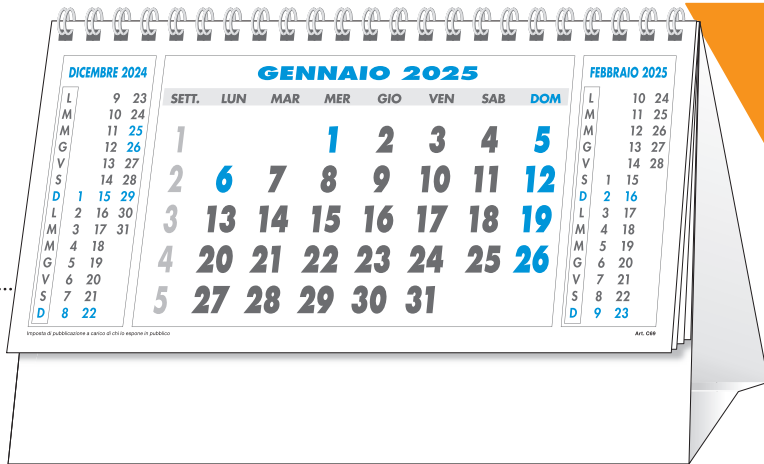 DICEMBRE 2024
L 9 23
M 10 24
M 11 25
G 12 26
V 13 27
S 14 28
D 1 15 29
L 2 16 30
M 3 17 31
M 4 18
G 5 19
V 6 20
S 7 21
D 8 22
GENNAIO 2025
SETT. LUN MAR MER GIO VEN SAB DOM
1 1 2 3 4 5
2 6 7 8 9 10 11 12
3 13 14 15 16 17 18 19
4 20 21 22 23 24 25 26
5 27 28 29 30 31
FEBBRAIO 2025
L 10 24
M 11 25
M 12 26
G 13 27
V 14 28
S 1 15
D 2 16
L 3 17
M 4 18
M 5 19
G 6 20
V 7 21
S 8 22
D 9 23
Imposta di pubblicazione a carico di chi lo espone in pubblico
Art. C69